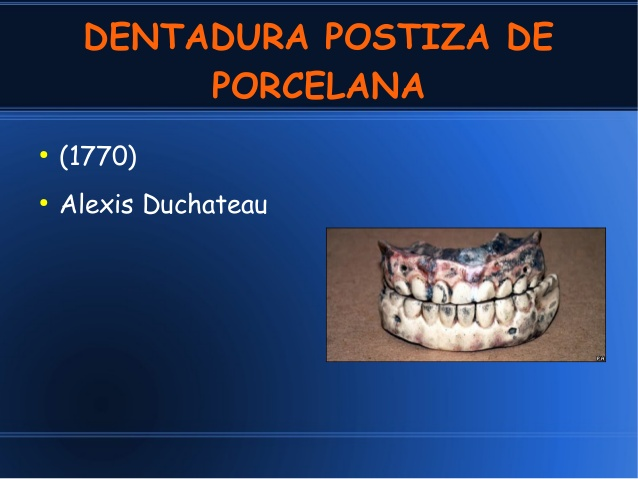 DENTADURA POSTIZA DE
PORCELANA
(1770)
Alexis Duchateau